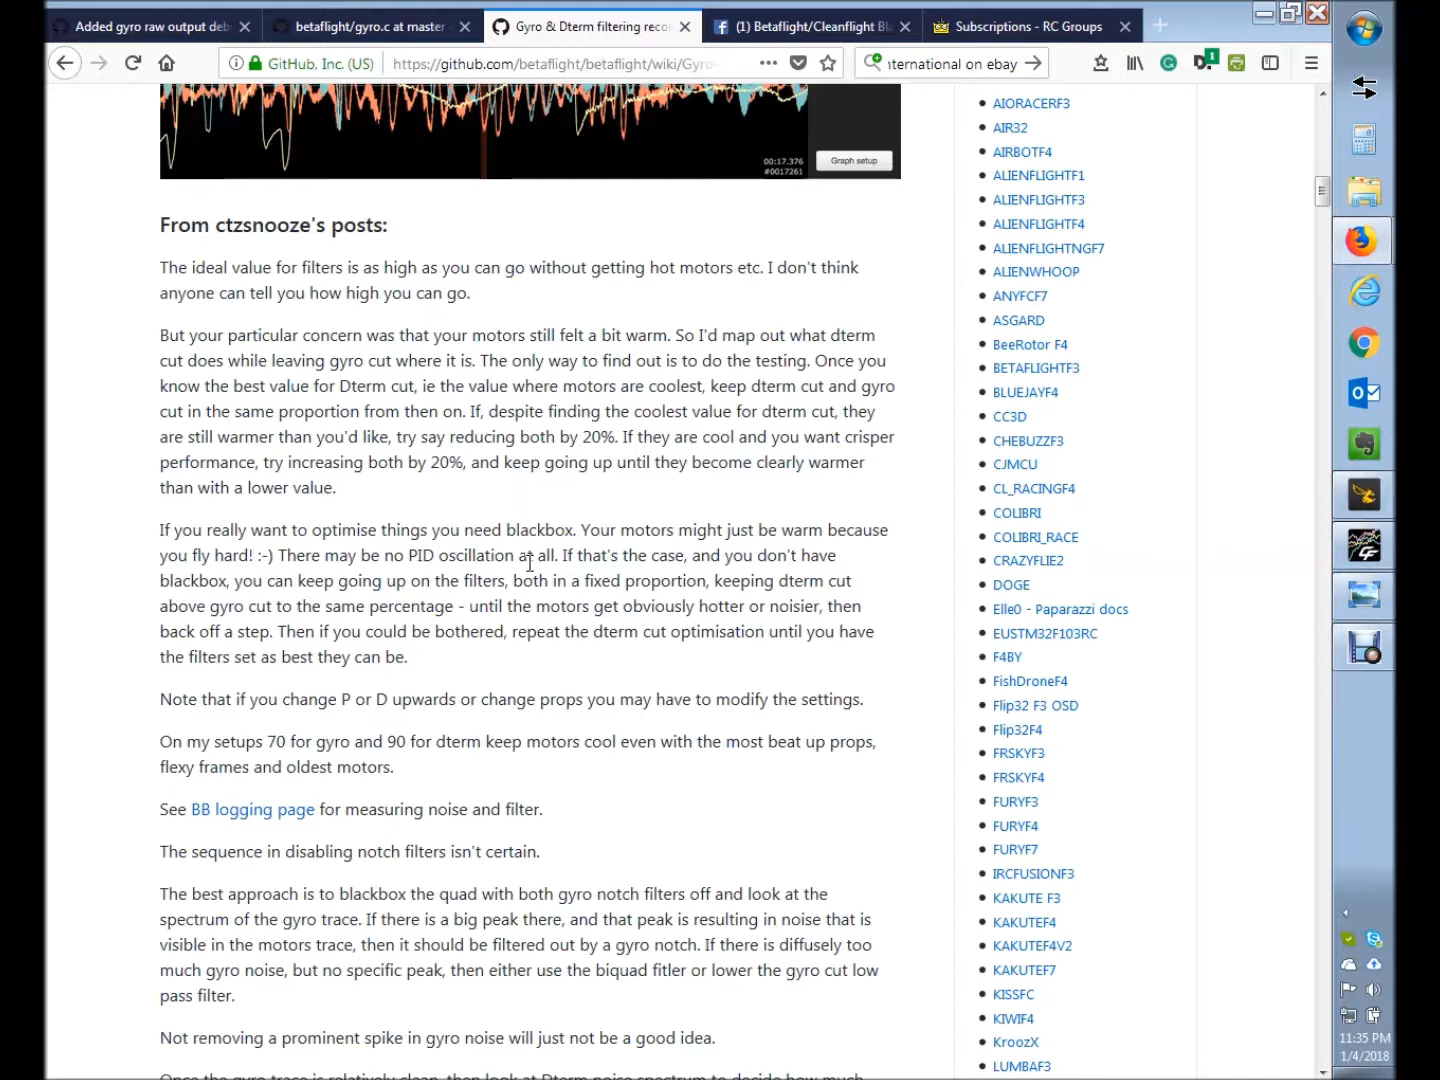 Added gyro raw output deb
betaflight/gyro.c at master
Gyro & Dterm filtering reco
(1) Betaflight/Cleanflight Bla
Subscriptions - RC Groups
GitHub, Inc. (US)
https://github.com/betaflight/betaflight/wiki/Gyro-
nternational on ebay
00:17.376
#0017261
Graph setup
From ctzsnooze's posts:
The ideal value for filters is as high as you can go without getting hot motors etc. I don't think
anyone can tell you how high you can go.
But your particular concern was that your motors still felt a bit warm. So I'd map out what dterm
cut does while leaving gyro cut where it is. The only way to find out is to do the testing. Once you
know the best value for Dterm cut, ie the value where motors are coolest, keep dterm cut and gyro
cut in the same proportion from then on. If, despite finding the coolest value for dterm cut, they
are still warmer than you'd like, try say reducing both by 20%. If they are cool and you want crisper
performance, try increasing both by 20%, and keep going up until they become clearly warmer
than with a lower value.
If you really want to optimise things you need blackbox. Your motors might just be warm because
you fly hard! :-) There may be no PID oscillation at all. If that's the case, and you don't have
blackbox, you can keep going up on the filters, both in a fixed proportion, keeping dterm cut
above gyro cut to the same percentage - until the motors get obviously hotter or noisier, then
back off a step. Then if you could be bothered, repeat the dterm cut optimisation until you have
the filters set as best they can be.
Note that if you change P or D upwards or change props you may have to modify the settings.
On my setups 70 for gyro and 90 for dterm keep motors cool even with the most beat up props,
flexy frames and oldest motors.
See BB logging page for measuring noise and filter.
The sequence in disabling notch filters isn't certain.
The best approach is to blackbox the quad with both gyro notch filters off and look at the
spectrum of the gyro trace. If there is a big peak there, and that peak is resulting in noise that is
visible in the motors trace, then it should be filtered out by a gyro notch. If there is diffusely too
much gyro noise, but no specific peak, then either use the biquad fitler or lower the gyro cut low
pass filter.
Not removing a prominent spike in gyro noise will just not be a good idea.
Once the gyro trace is relatively clean, then look at Dterm noise spectrum to decide how much
AIORACERF3
AIR32
AIRBOTF4
ALIENFLIGHTF1
ALIENFLIGHTF3
ALIENFLIGHTF4
ALIENFLIGHTNGF7
ALIENWHOOP
ANYFCF7
ASGARD
BeeRotor F4
BETAFLIGHTF3
BLUEJAYF4
CC3D
CHEBUZZF3
CJMCU
CL_RACINGF4
COLIBRI
COLIBRI_RACE
CRAZYFLIE2
DOGE
Elle0 - Paparazzi docs
EUSTM32F103RC
F4BY
FishDroneF4
Flip32 F3 OSD
Flip32F4
FRSKYF3
FRSKYF4
FURYF3
FURYF4
FURYF7
IRCFUSIONF3
KAKUTE F3
KAKUTEF4
KAKUTEF4V2
KAKUTEF7
KISSFC
KIWIF4
KroozX
LUMBAF3
11:35 PM
1/4/2018